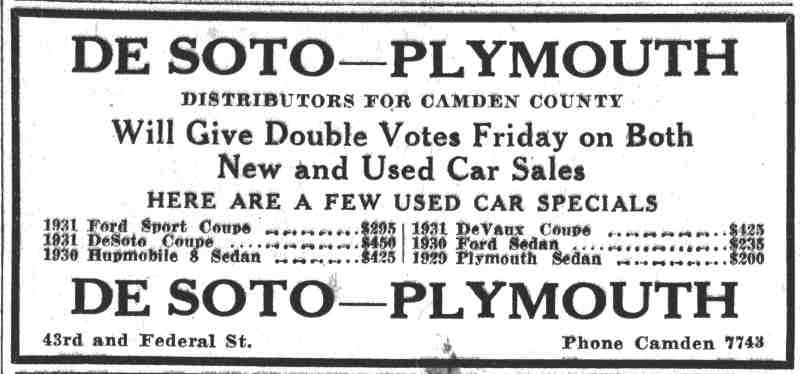 DE SOTO—PLYMOUTH
DISTRIBUTORS FOR CAMDEN COUNTY
Will Give Double Votes Friday on Both
New and Used Car Sales
HERE ARE A FEW USED CAR SPECIALS
1931 Ford Sport Coupe ........$295
1931 DeSoto Coupe ........$450
1930 Hupmobile 8 Sedan ........$425
1931 DeVaux Coupe ........$425
1930 Ford Sedan ........$235
1929 Plymouth Sedan ........$200
DE SOTO—PLYMOUTH
43rd and Federal St. Phone Camden 7743